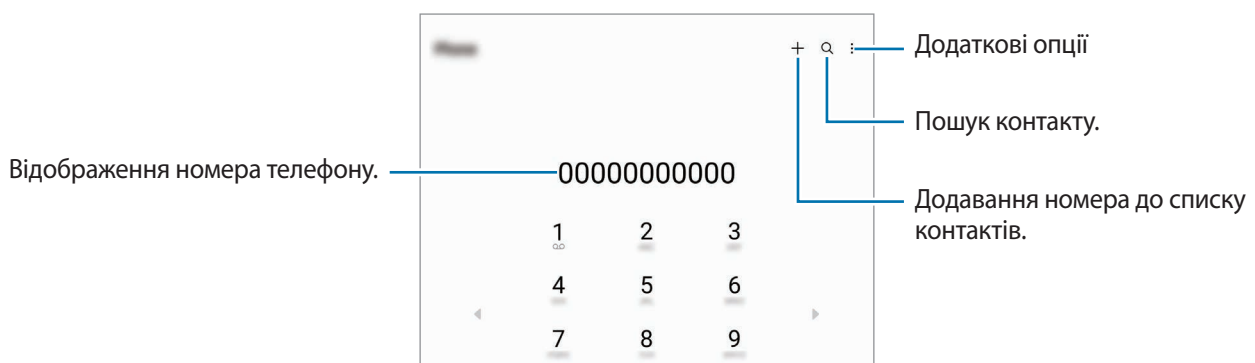 Додаткові опції
Пошук контакту.
Відображення номера телефону.
00000000000
Додавання номера до списку
контактів.
1 2 3
4 5 6
7 8 9